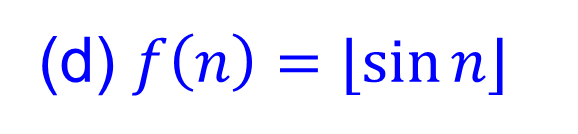 (d) f(n) = ⌊sin n⌋